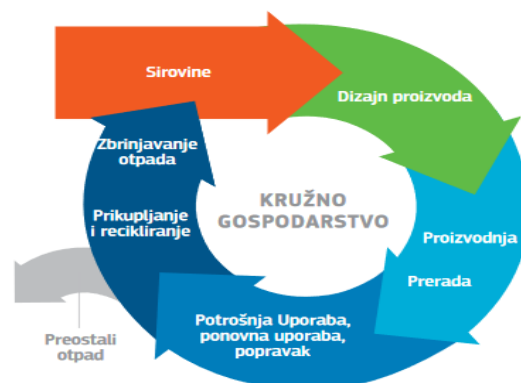 Sirovine
Dizajn proizvoda
Zbrinjavanje
otpada
KRUŽNO
GOSPODARSTVO
Prikupljanje
i recikliranje
Proizvodnja
Prerada
Potrošnja Uporaba,
ponovna uporaba,
popravak
Preostali
otpad